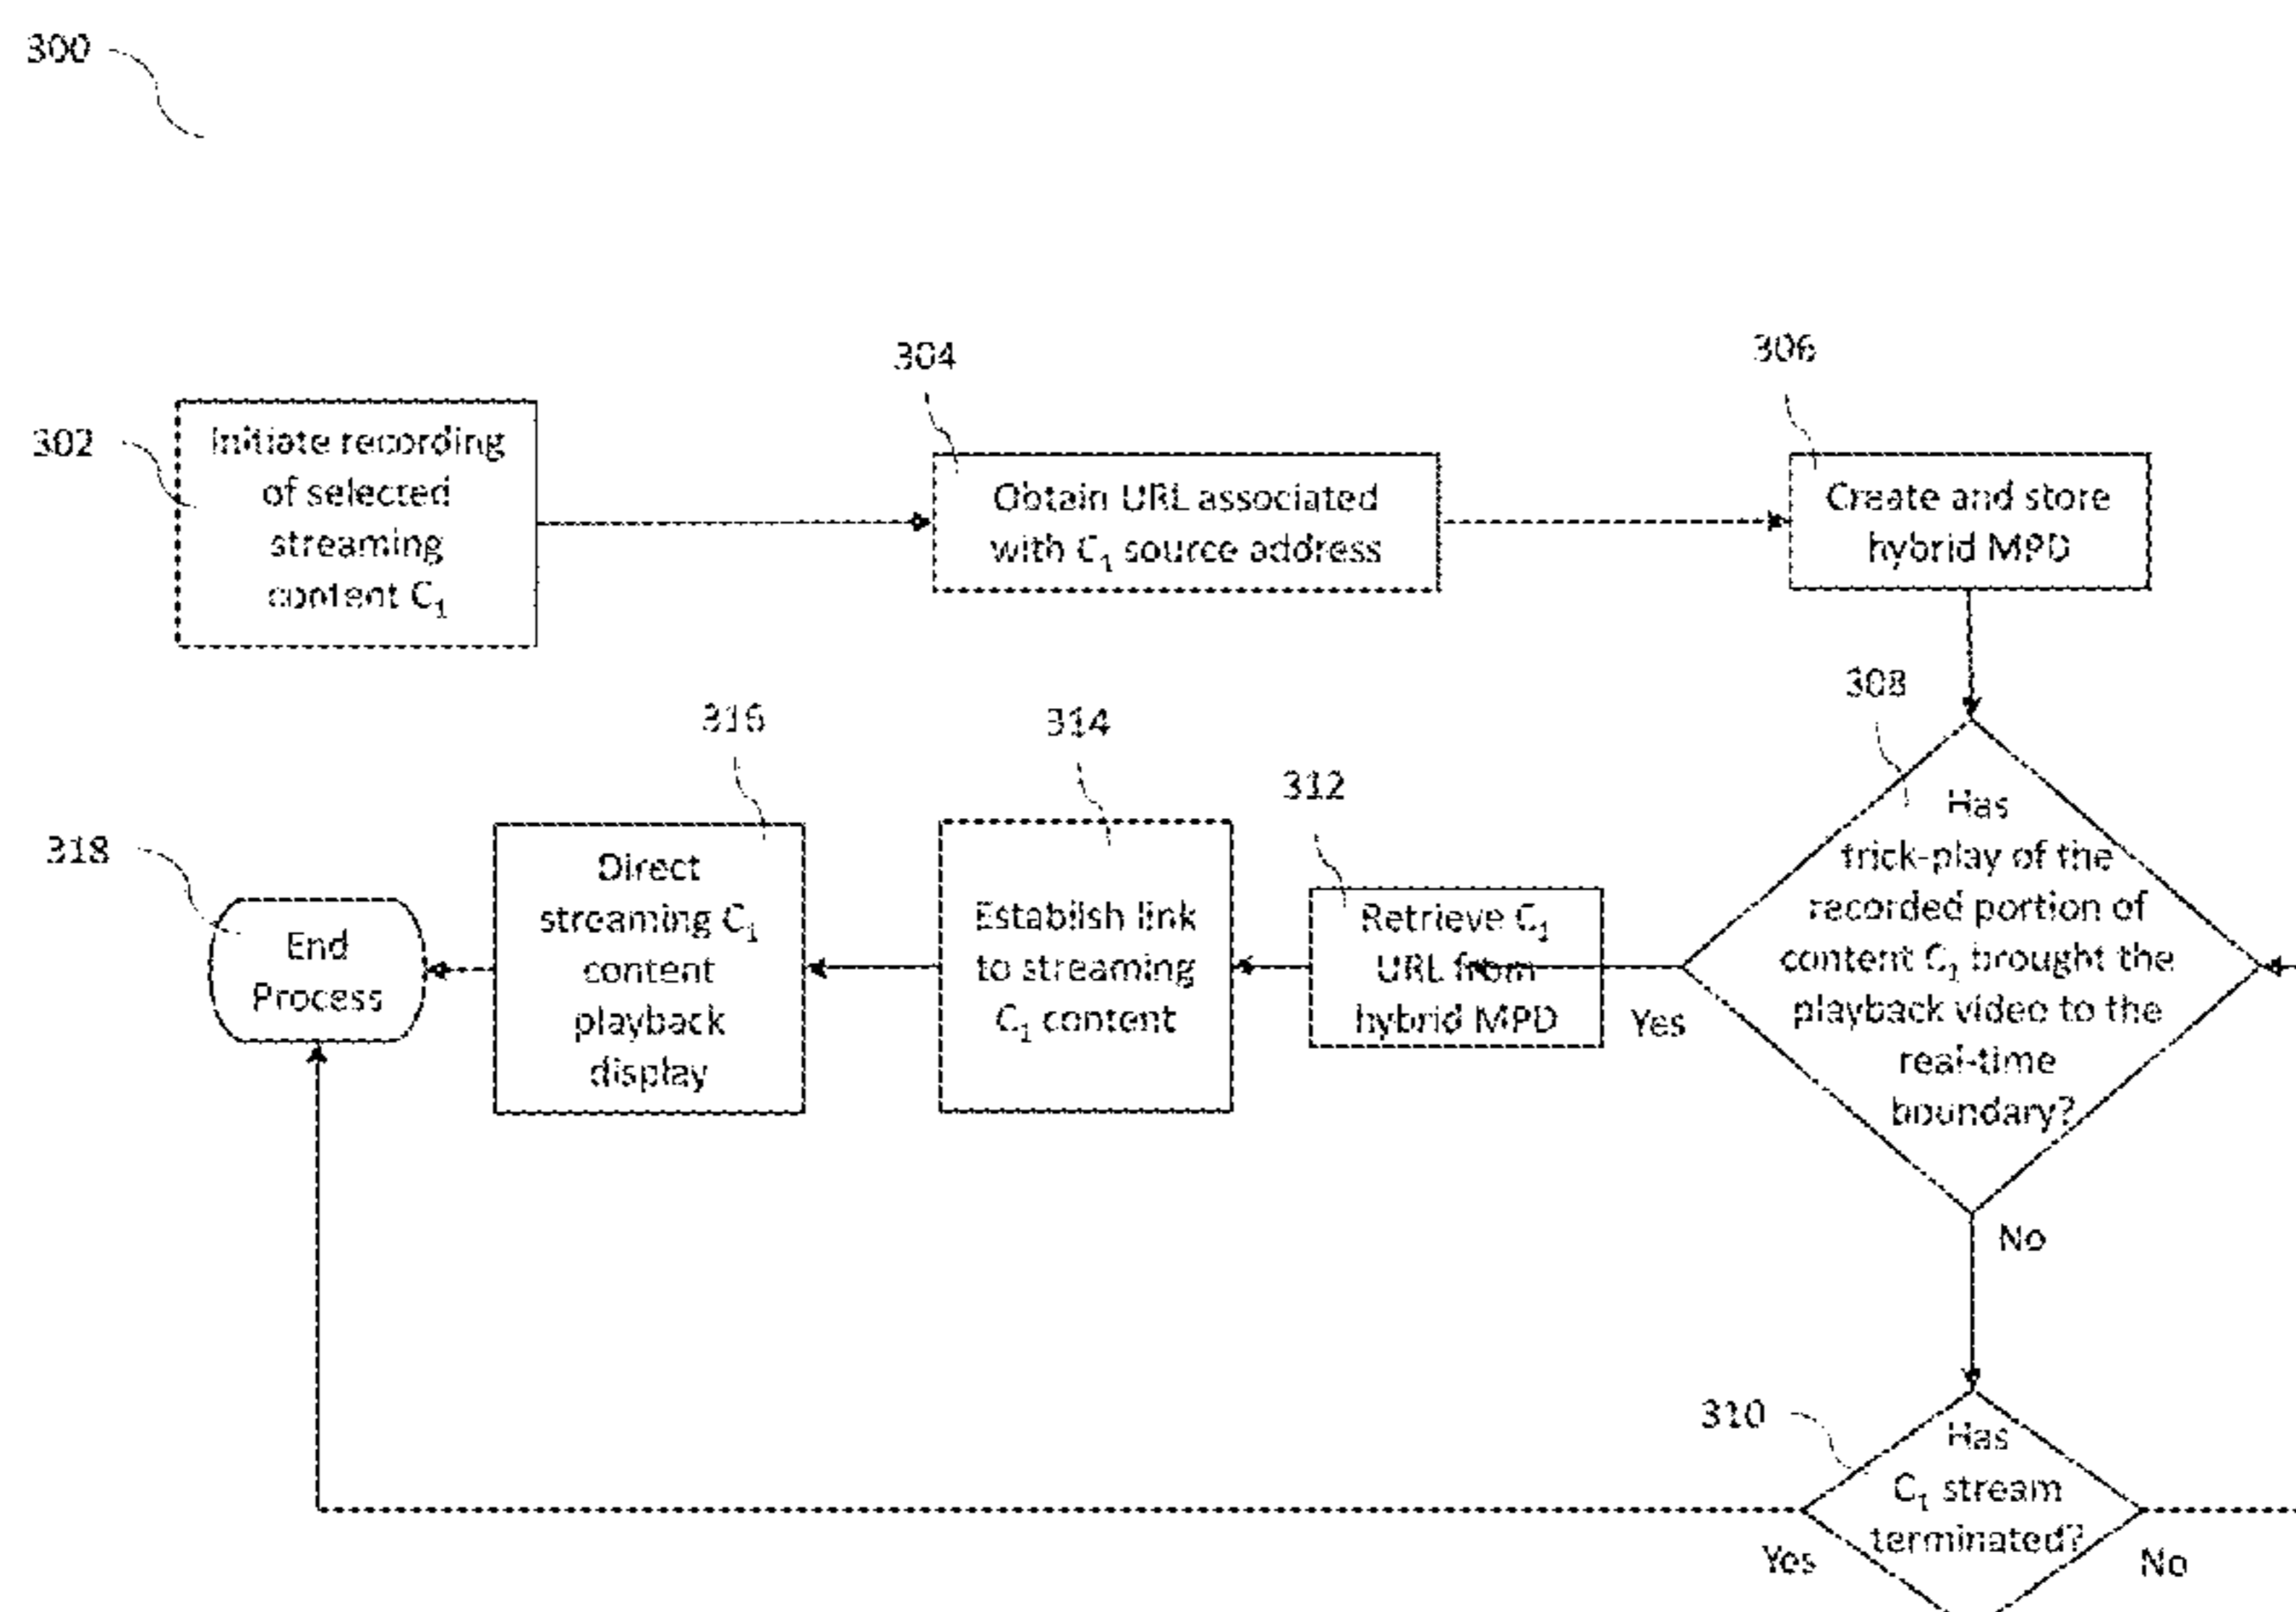 300
304
306
302
Initiate recording
of selected
streaming
content C₁
Obtain URL associated
with C₁ source address
Create and store
hybrid MPD
308
316
314
312
318
Has
trick-play of the
recorded portion of
content C₁ brought the
playback video to the
real-time
boundary?
Yes
No
Retrieve C₁
URL from
hybrid MPD
Establish link
to streaming
C₁ content
Direct
streaming C₁
content
playback
display
End
Process
310
Has
C₁ stream
terminated?
Yes
No